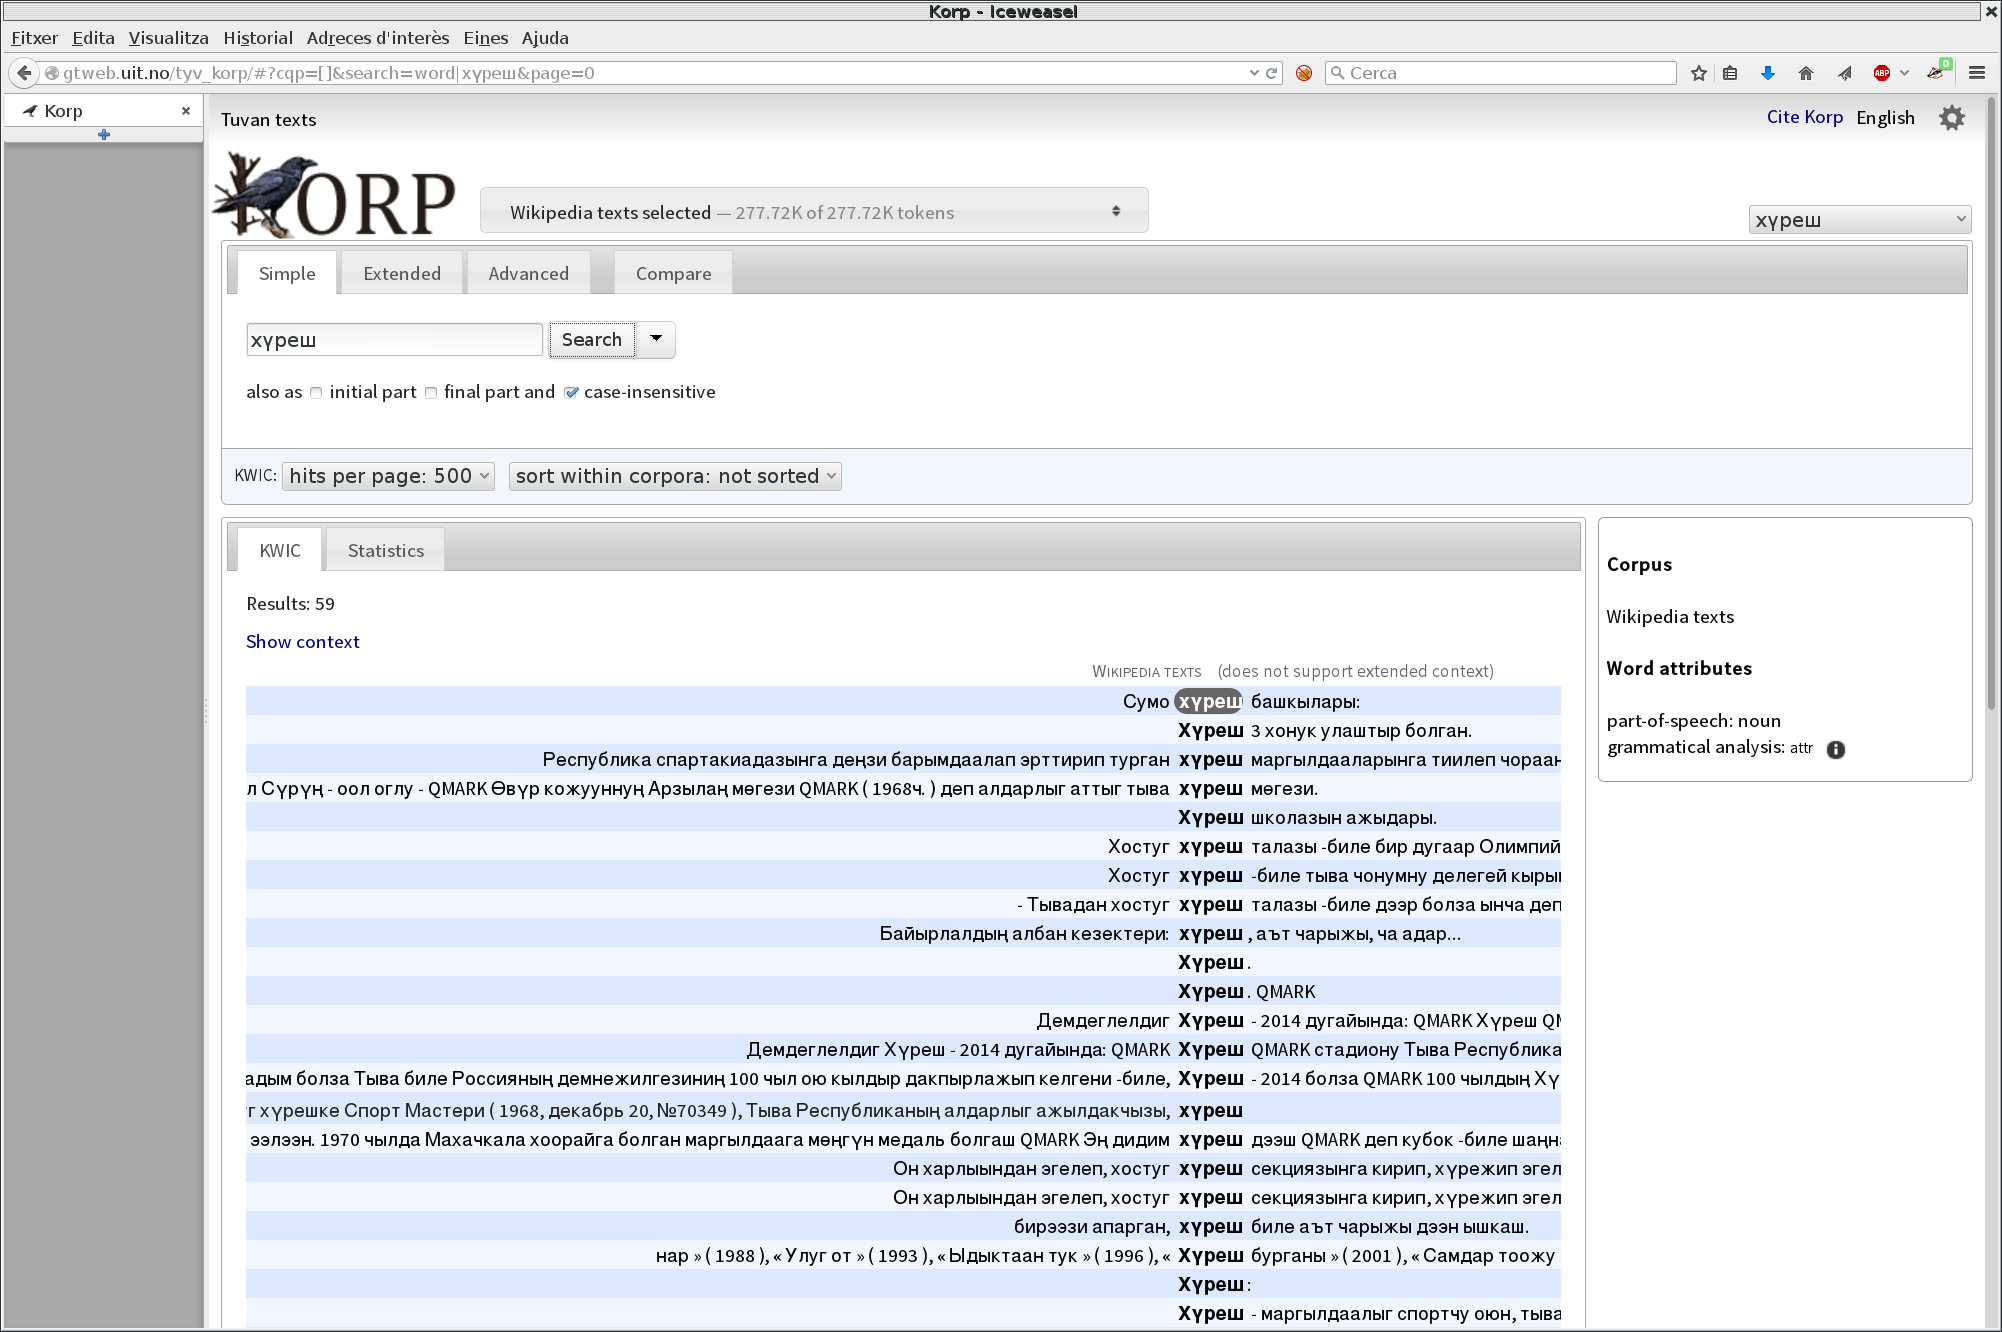 Korp - Iceweasel
Fitxer Edita Visualitza Historial Adreces d'interès Eines Ajuda
gtweb.uit.no/tyv_korp/#?cqp=[]&search=word|хүреш&page=0 Cerca ABP 0
Korp
Tuvan texts Cite Korp English
KORP
Wikipedia texts selected — 277.72K of 277.72K tokens
хүреш
Simple Extended Advanced Compare
хүреш Search
also as initial part final part and case-insensitive
KWIC: hits per page: 500 sort within corpora: not sorted
KWIC Statistics
Results: 59
Show context
WIKIPEDIA TEXTS (does not support extended context)
Сумо хүреш башкылары:
Хүреш 3 хонук улаштыр болган.
Республика спартакиадазынга деңзи барымдаалап эрттирип турган хүреш маргылдааларынга тиилеп чораан
л Сүрүң - оол оглу - QMARK Өвүр кожууннуң Арзылаң мөгези QMARK ( 1968ч. ) деп алдарлыг аттыг тыва хүреш мөгези.
Хүреш школазын ажыдары.
Хостуг хүреш талазы -биле бир дугаар Олимпий
Хостуг хүреш -биле тыва чонумну делегей кыры
- Тывадан хостуг хүреш талазы -биле дээр болза ынча деп
Байырлалдың албан кезектери: хүреш , аът чарыжы, ча адар...
Хүреш .
Хүреш . QMARK
Демдеглелдиг Хүреш - 2014 дугайында: QMARK Хүреш QM
Демдеглелдиг Хүреш - 2014 дугайында: QMARK Хүреш QMARK стадиону Тыва Республика
адым болза Тыва биле Россияның демнежилгезиниң 100 чыл ою кылдыр дакпырлажып келгени -биле, Хүреш - 2014 болза QMARK 100 чылдың Хү
г хүрешке Спорт Мастери ( 1968, декабрь 20, №70349 ), Тыва Республиканың алдарлыг ажылдакчызы, хүреш
ээлээн. 1970 чылда Махачкала хоорайга болган маргылдаага мөңгүн медаль болгаш QMARK Эң дидим хүреш дээш QMARK деп кубок -биле шаңна
Он харлыындан эгелеп, хостуг хүреш секциязынга кирип, хүрежип эгел
Он харлыындан эгелеп, хостуг хүреш секциязынга кирип, хүрежип эгел
бирээзи апарган, хүреш биле аът чарыжы дээн ышкаш.
нар » ( 1988 ), « Улуг от » ( 1993 ), « Ыдыктаан тук » ( 1996 ), « Хүреш бурганы » ( 2001 ), « Самдар тоожу
Хүреш :
Хүреш - маргылдаалыг спортчу оюн, тыва
Corpus
Wikipedia texts
Word attributes
part-of-speech: noun
grammatical analysis: attr i